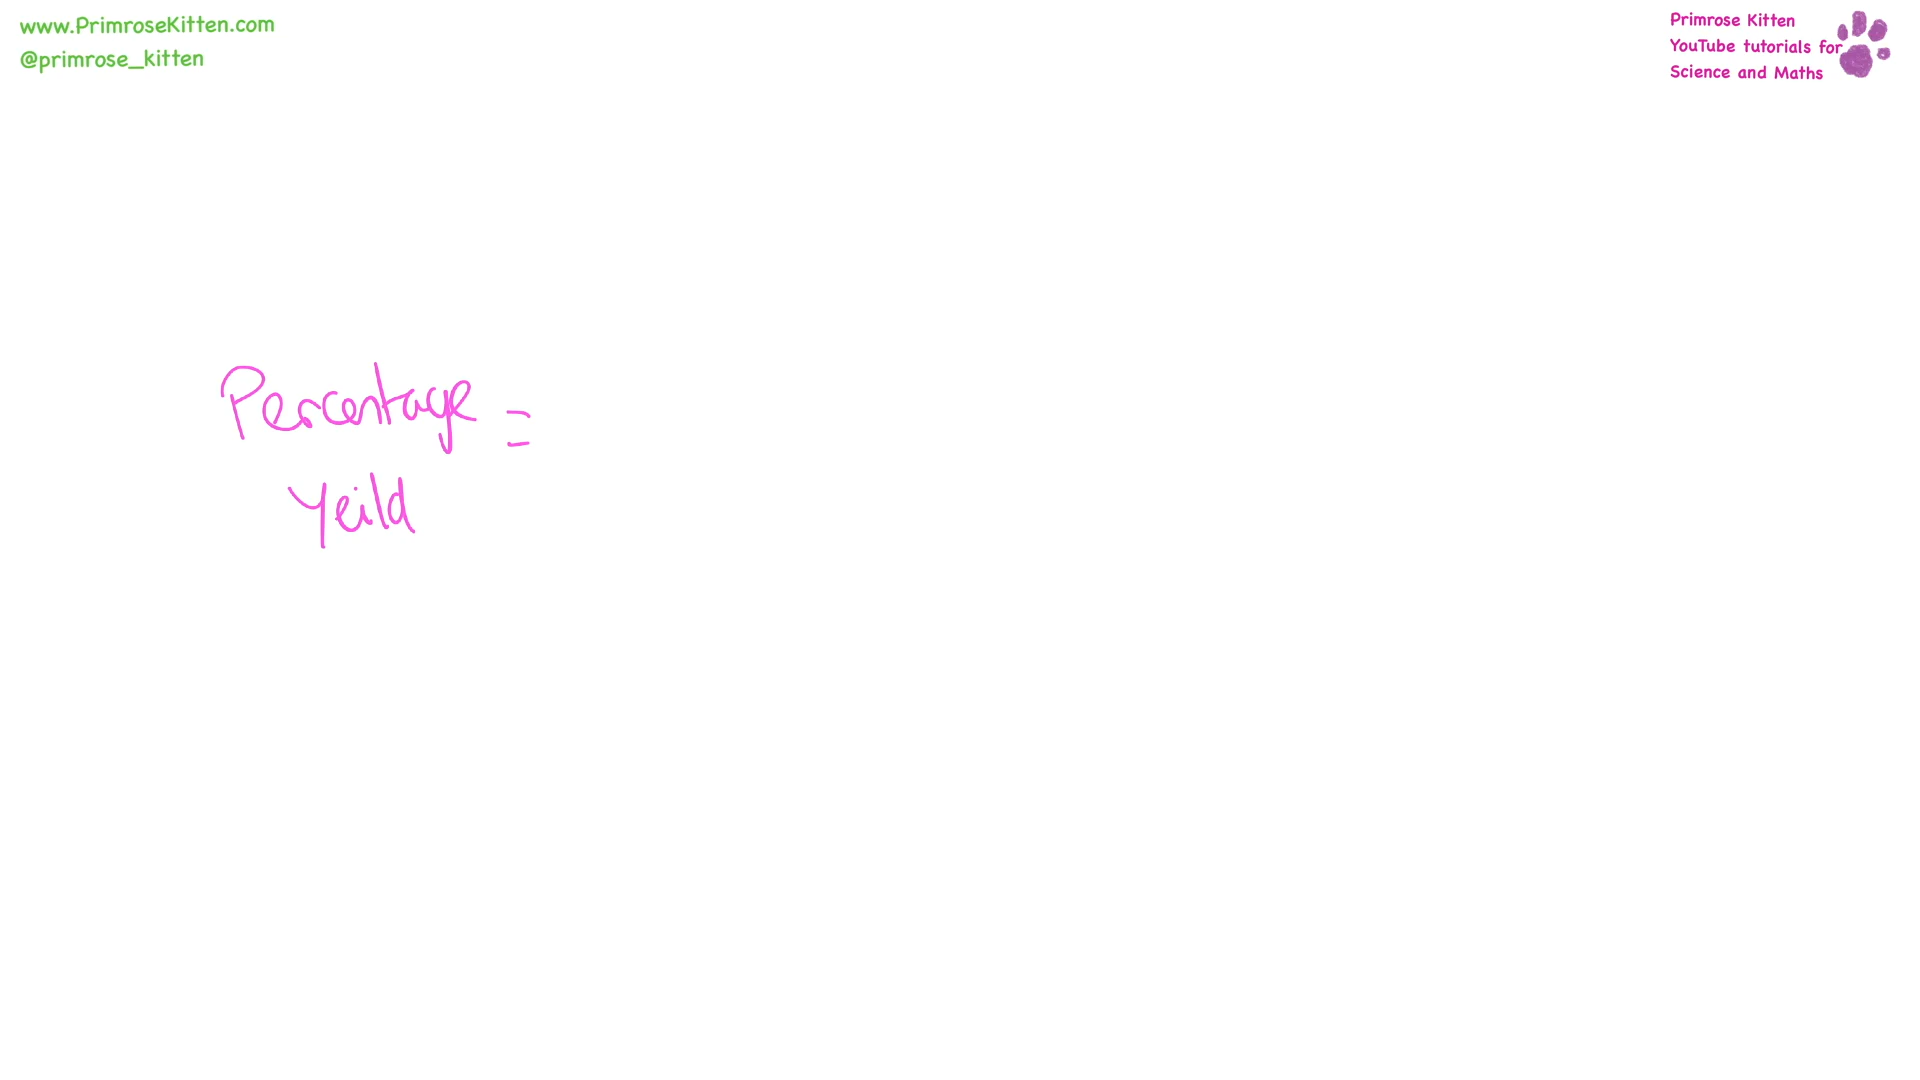 www.PrimroseKitten.com
@primrose_kitten
Primrose Kitten
YouTube tutorials for
Science and Maths
Percentage =
Yeild